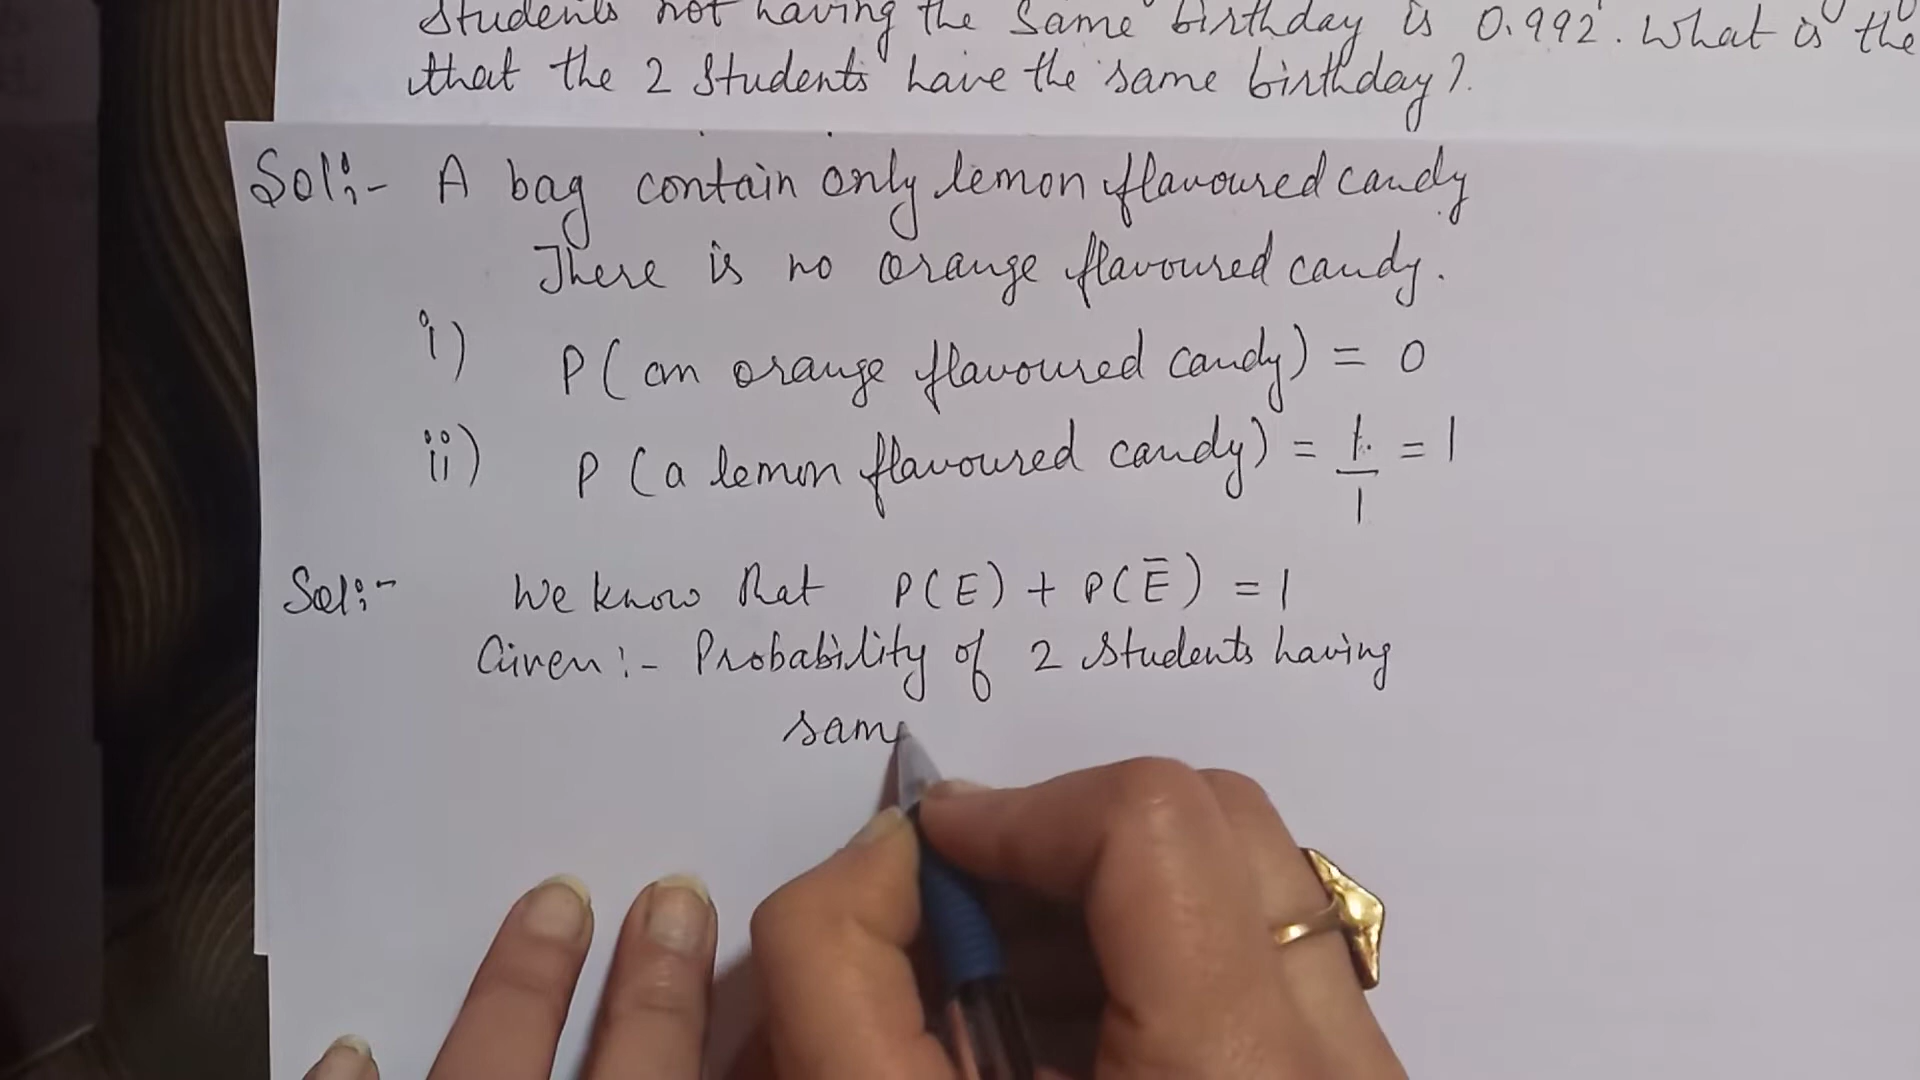 Students not having the same birthday is 0.992. What is the
that the 2 students have the same birthday?
Sol:- A bag contain only lemon flavoured candy
There is no orange flavoured candy.
i) P(an orange flavoured candy) = 0
ii) P(a lemon flavoured candy) = 1/1 = 1
Sol:- We know that P(E) + P(Ē) = 1
Given:- Probability of 2 students having
sam